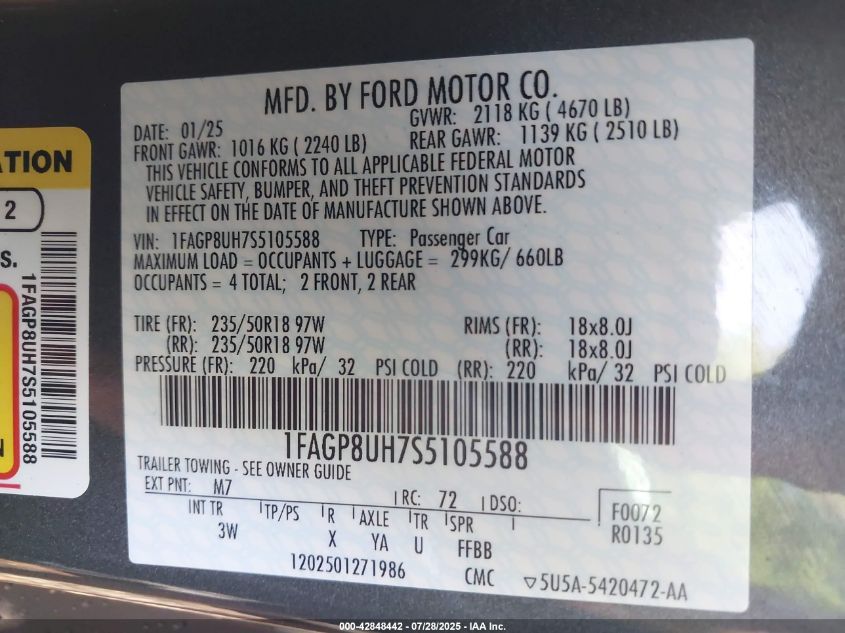 MFD. BY FORD MOTOR CO.
DATE: 01/25 GVWR: 2118 KG ( 4670 LB)
FRONT GAWR: 1016 KG ( 2240 LB) REAR GAWR: 1139 KG ( 2510 LB)
THIS VEHICLE CONFORMS TO ALL APPLICABLE FEDERAL MOTOR
VEHICLE SAFETY, BUMPER, AND THEFT PREVENTION STANDARDS
IN EFFECT ON THE DATE OF MANUFACTURE SHOWN ABOVE.
VIN: 1FAGP8UH7S5105588 TYPE: Passenger Car
MAXIMUM LOAD = OCCUPANTS + LUGGAGE = 299KG/ 660LB
OCCUPANTS = 4 TOTAL; 2 FRONT, 2 REAR
TIRE (FR): 235/50R18 97W RIMS (FR): 18x8.0J
(RR): 235/50R18 97W (RR): 18x8.0J
PRESSURE (FR): 220 kPa/ 32 PSI COLD (RR): 220 kPa/ 32 PSI COLD
1FAGP8UH7S5105588
TRAILER TOWING - SEE OWNER GUIDE
EXT PNT: M7 RC: 72 DSO: F0072
INT TR TP/PS R AXLE TR SPR R0135
3W X YA U FFBB
1202501271986 CMC 5U5A-5420472-AA
ATION
2
S.
1FAGP8UH7S5105588
N
000-42848442 / 07/28/2025 - IAA Inc.